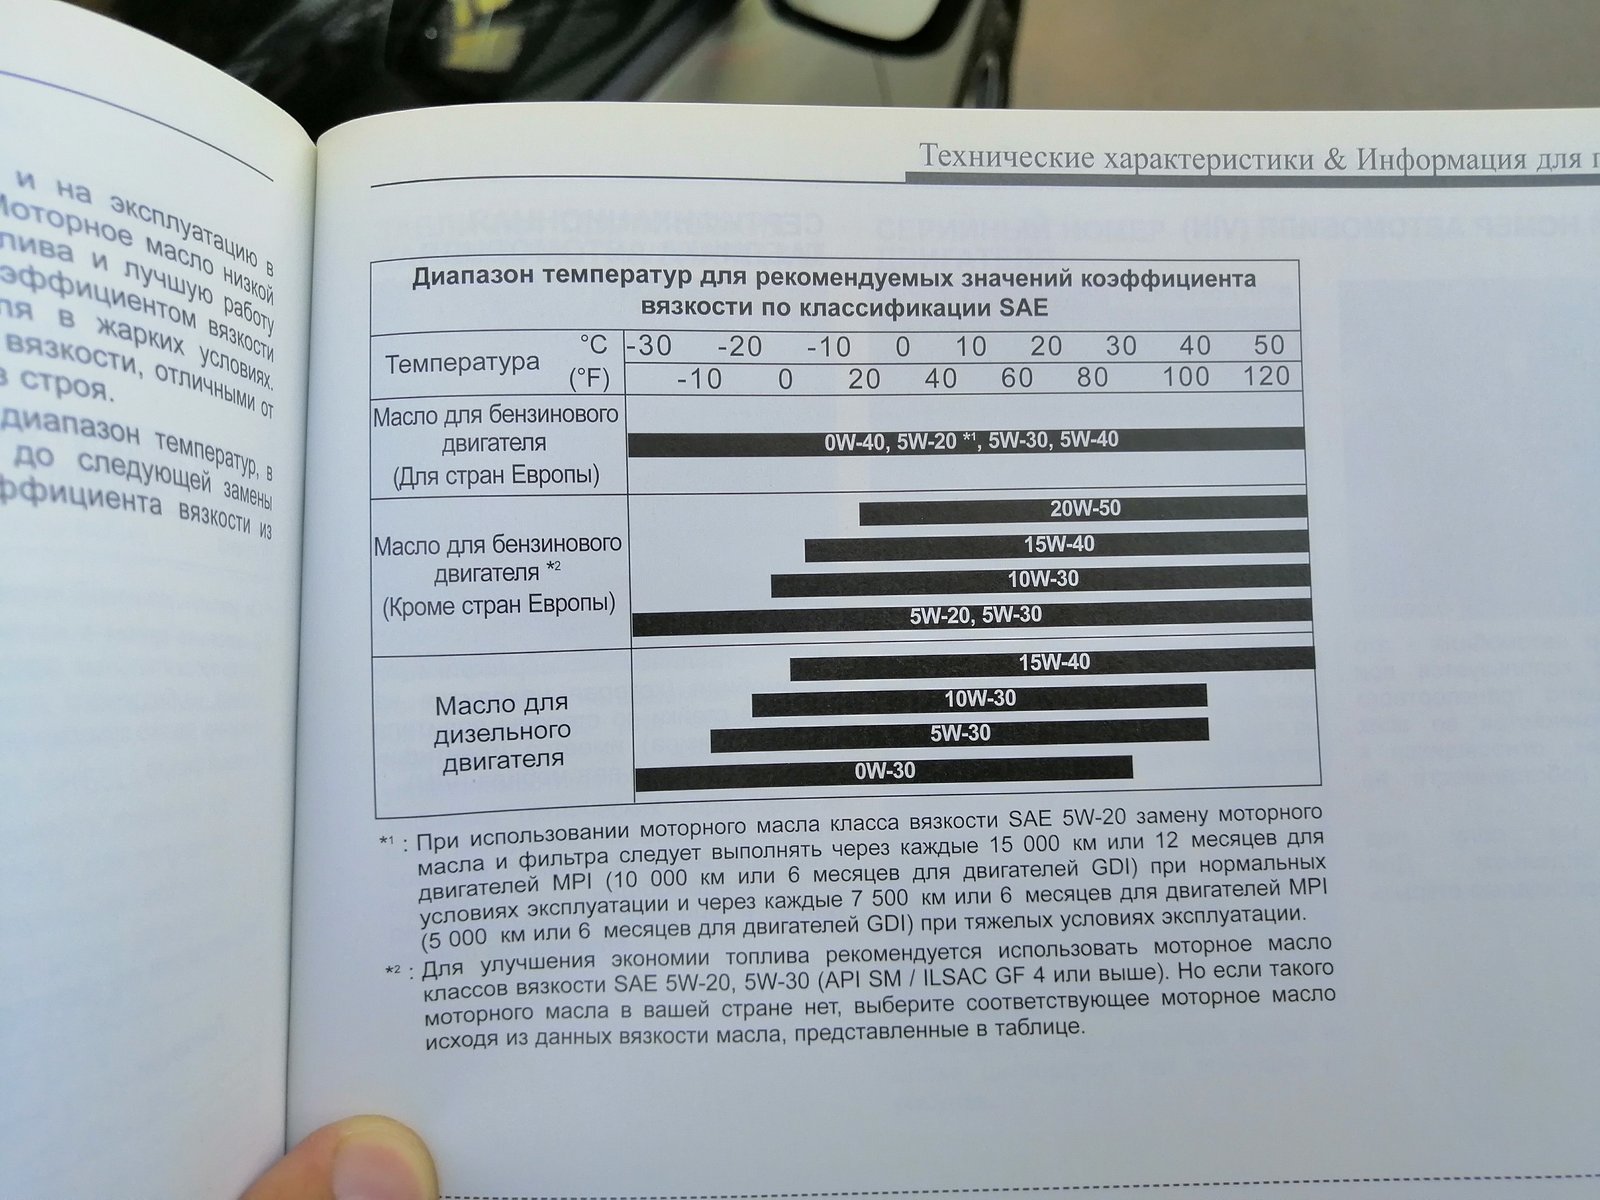 и на эксплуатацию в
Моторное масло низкой
и лучшую работу
вязкости
в жарких условиях.
вязкости, отличными от
строя.
диапазон температур, в
до следующей замены
вязкости из
Технические характеристики & Информация для
Диапазон температур для рекомендуемых значений коэффициента
вязкости по классификации SAE
Температура °C -30 -20 -10 0 10 20 30 40 50
(°F) -10 0 20 40 60 80 100 120
Масло для бензинового
двигателя
(Для стран Европы)
0W-40, 5W-20 *1, 5W-30, 5W-40
Масло для бензинового
двигателя *2
(Кроме стран Европы)
20W-50
15W-40
10W-30
5W-20, 5W-30
Масло для
дизельного
двигателя
15W-40
10W-30
5W-30
0W-30
*1 : При использовании моторного масла класса вязкости SAE 5W-20 замену моторного
масла и фильтра следует выполнять через каждые 15 000 км или 12 месяцев для
двигателей MPI (10 000 км или 6 месяцев для двигателей GDI) при нормальных
условиях эксплуатации и через каждые 7 500 км или 6 месяцев для двигателей MPI
(5 000 км или 6 месяцев для двигателей GDI) при тяжелых условиях эксплуатации.
*2 : Для улучшения экономии топлива рекомендуется использовать моторное масло
классов вязкости SAE 5W-20, 5W-30 (API SM / ILSAC GF 4 или выше). Но если такого
моторного масла в вашей стране нет, выберите соответствующее моторное масло
исходя из данных вязкости масла, представленные в таблице.